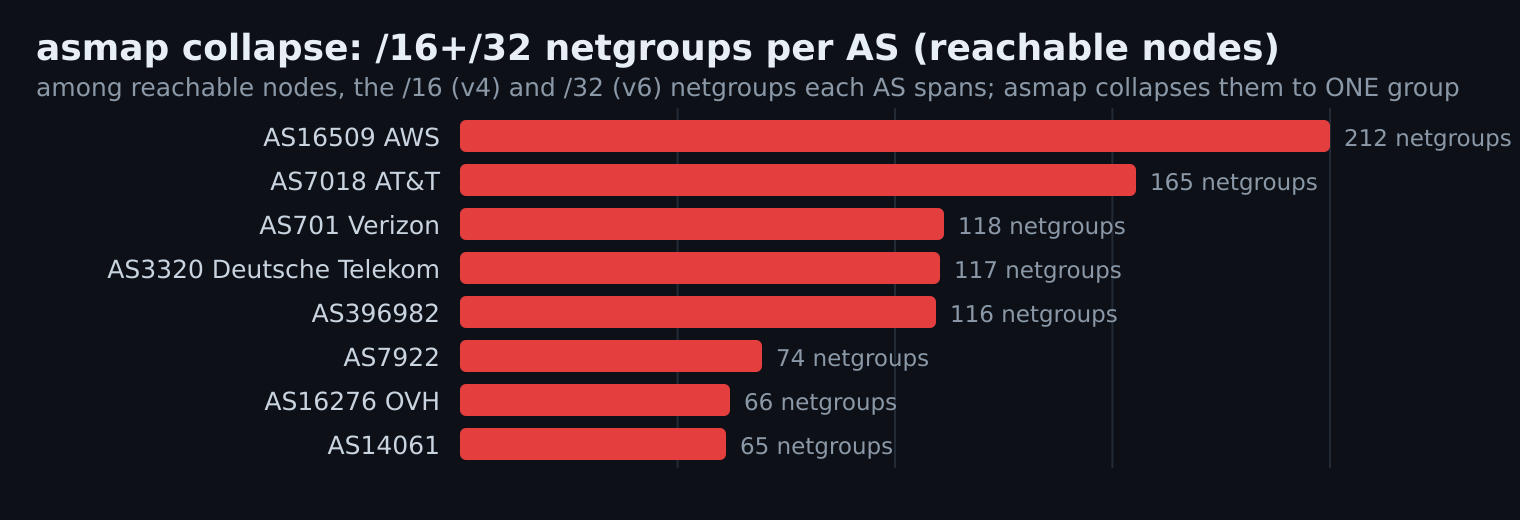 asmap collapse: /16+/32 netgroups per AS (reachable nodes)
among reachable nodes, the /16 (v4) and /32 (v6) netgroups each AS spans; asmap collapses them to ONE group
AS16509 AWS 212 netgroups
AS7018 AT&T 165 netgroups
AS701 Verizon 118 netgroups
AS3320 Deutsche Telekom 117 netgroups
AS396982 116 netgroups
AS7922 74 netgroups
AS16276 OVH 66 netgroups
AS14061 65 netgroups